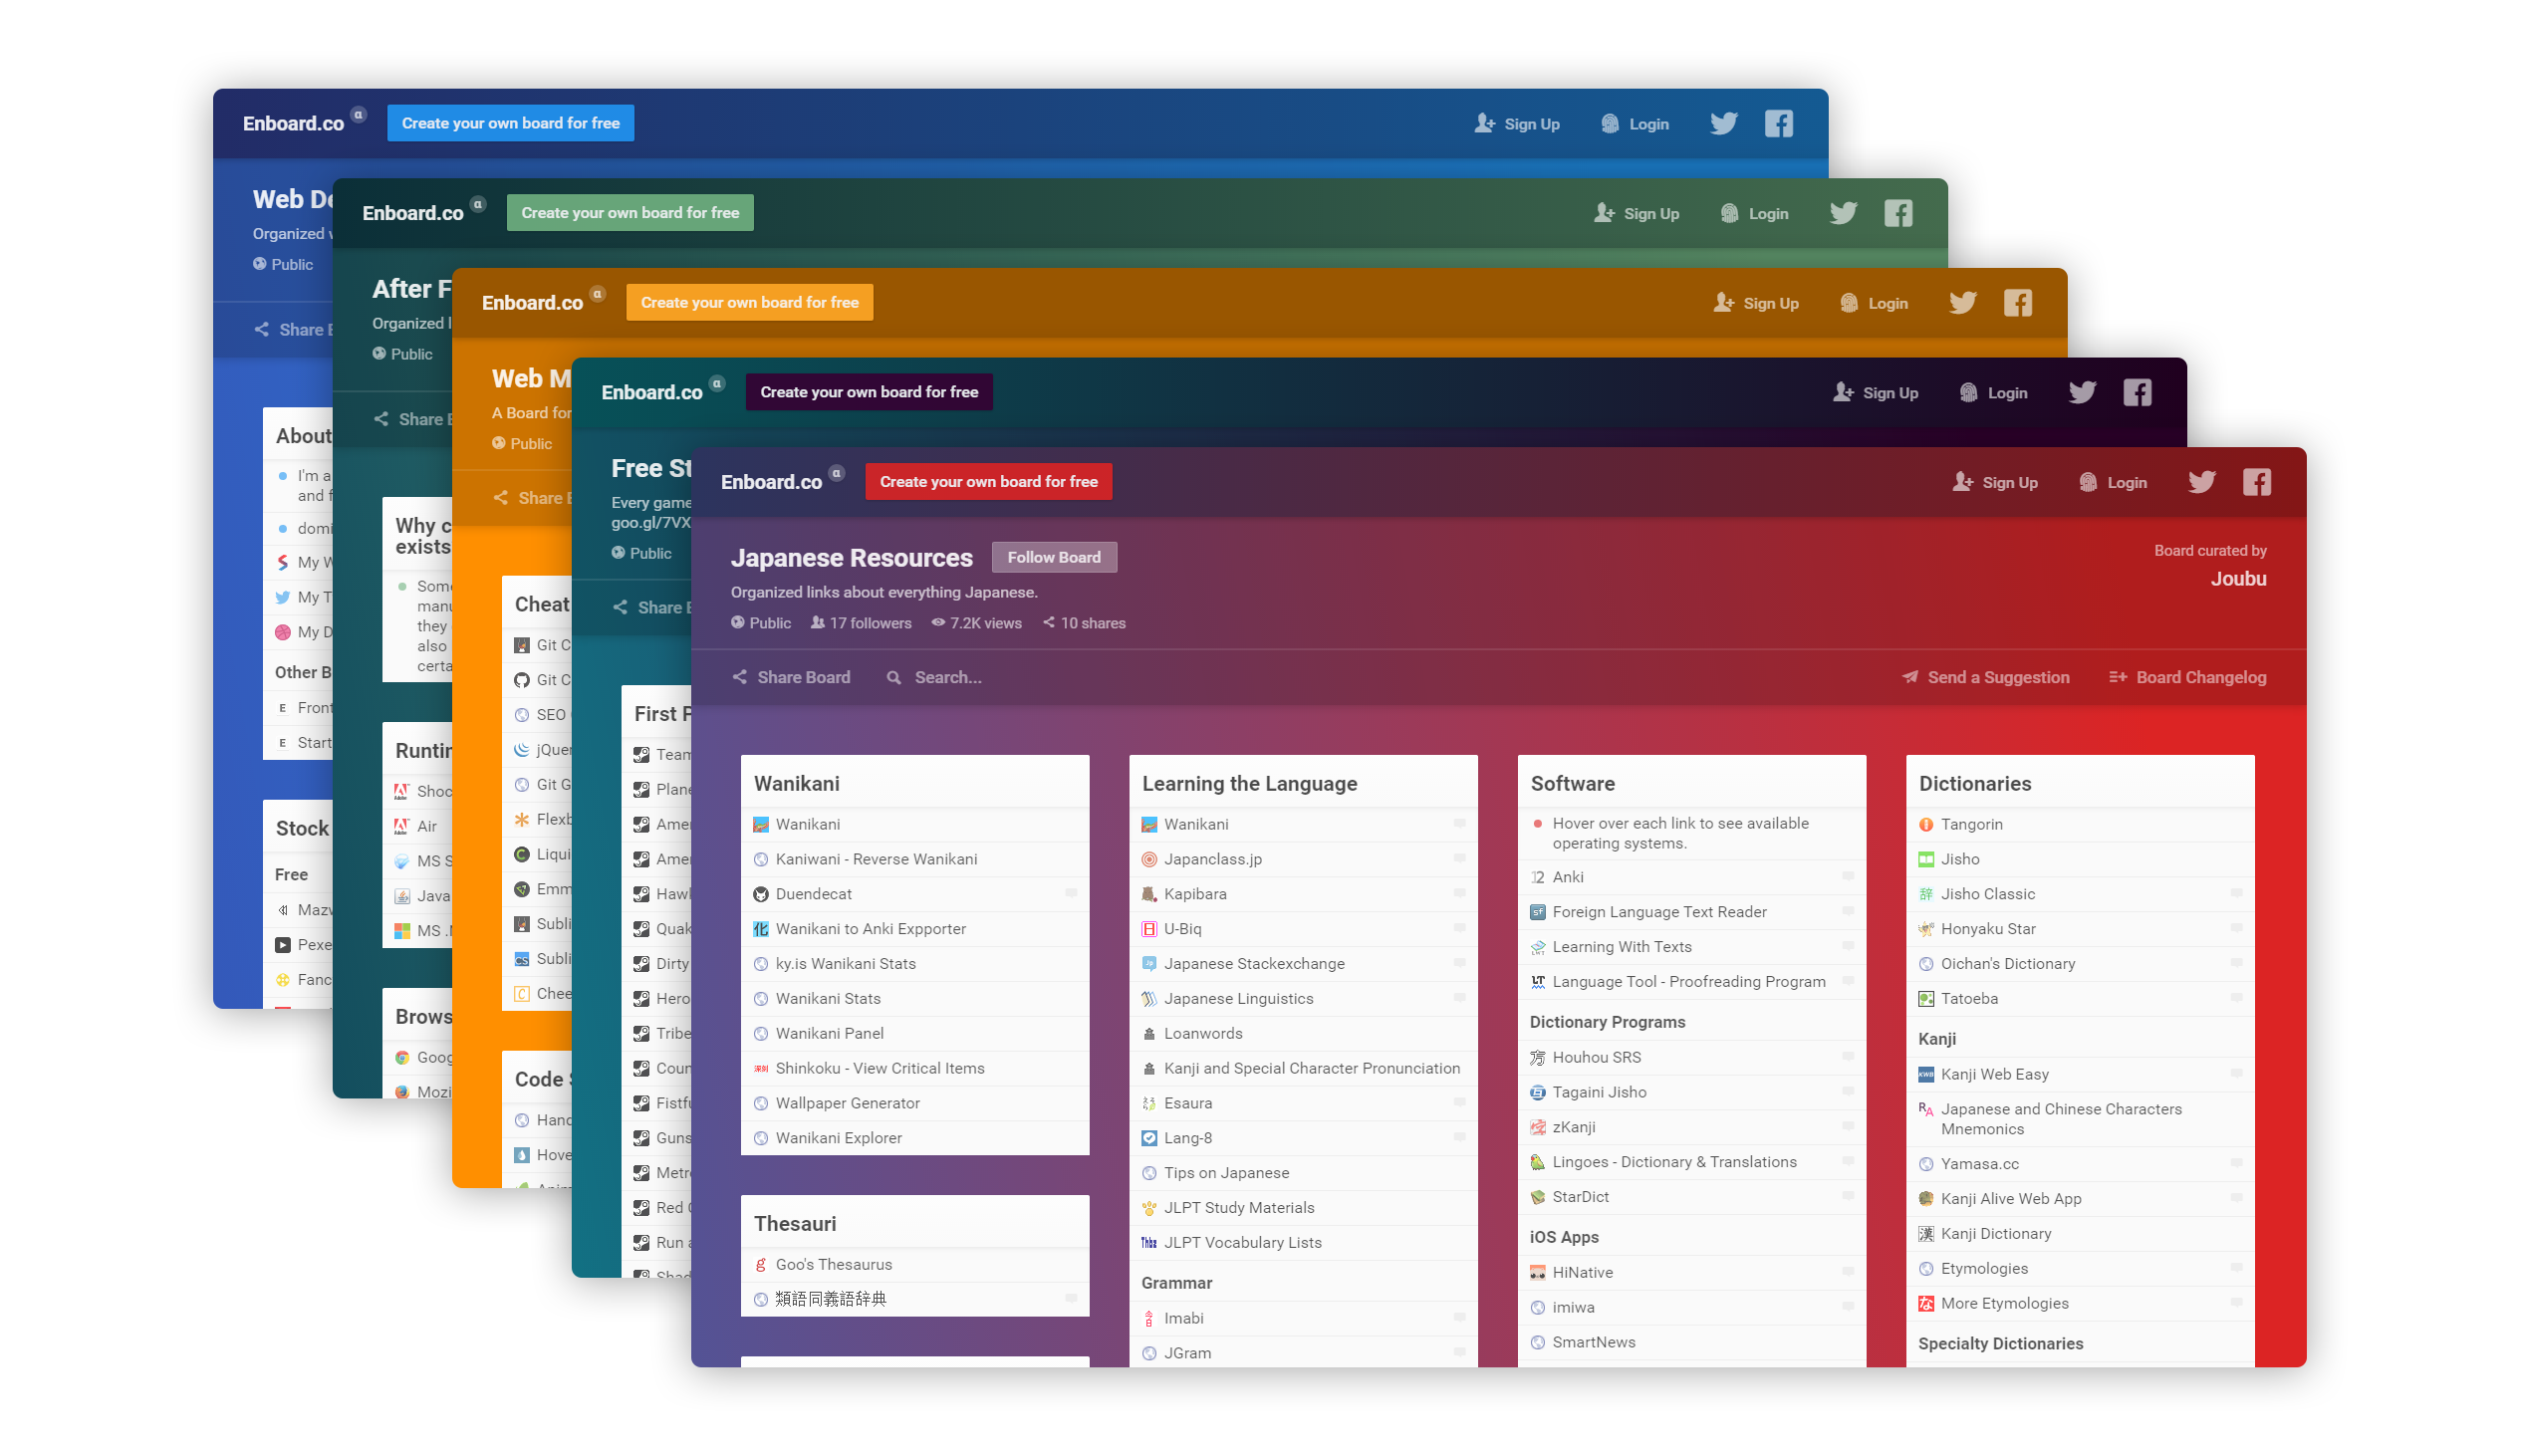 Enboard.co α
Create your own board for free
Sign Up
Login
Web De
Organized
Public
Share
About
I'm a
and f
domi
My W
My T
My D
Other B
Front
Start
Stock
Free
Mazw
Pexe
Fanc
Enboard.co α
Create your own board for free
Sign Up
Login
After F
Organized l
Public
Share
Why c
exists
Some
manu
they
also
certa
Runtin
Shoc
Air
MS S
Java
MS .N
Brows
Goog
Mozi
Enboard.co α
Create your own board for free
Sign Up
Login
Web M
A Board for
Public
Share
Cheat
Git C
Git C
SEO
jQuer
Git G
Flexb
Liqui
Emm
Subli
Subli
Chee
Code S
Hand
Hove
Enboard.co α
Create your own board for free
Sign Up
Login
Free St
Every game
goo.gl/7VX
Public
Share
First P
Team
Plane
Amer
Amer
Hawk
Quak
Dirty
Hero
Tribe
Coun
Fistfu
Guns
Metro
Red
Run a
Shad
Enboard.co α
Create your own board for free
Sign Up
Login
Japanese Resources
Follow Board
Organized links about everything Japanese.
Public 17 followers 7.2K views 10 shares
Board curated by
Joubu
Share Board
Search...
Send a Suggestion
Board Changelog
Wanikani
Wanikani
Kaniwani - Reverse Wanikani
Duendecat
Wanikani to Anki Expporter
ky.is Wanikani Stats
Wanikani Stats
Wanikani Panel
Shinkoku - View Critical Items
Wallpaper Generator
Wanikani Explorer
Thesauri
Goo's Thesaurus
類語同義語辞典
Learning the Language
Wanikani
Japanclass.jp
Kapibara
U-Biq
Japanese Stackexchange
Japanese Linguistics
Loanwords
Kanji and Special Character Pronunciation
Esaura
Lang-8
Tips on Japanese
JLPT Study Materials
JLPT Vocabulary Lists
Grammar
Imabi
JGram
Software
Hover over each link to see available
operating systems.
Anki
Foreign Language Text Reader
Learning With Texts
Language Tool - Proofreading Program
Dictionary Programs
Houhou SRS
Tagaini Jisho
zKanji
Lingoes - Dictionary & Translations
StarDict
iOS Apps
HiNative
imiwa
SmartNews
Dictionaries
Tangorin
Jisho
Jisho Classic
Honyaku Star
Oichan's Dictionary
Tatoeba
Kanji
Kanji Web Easy
Japanese and Chinese Characters
Mnemonics
Yamasa.cc
Kanji Alive Web App
Kanji Dictionary
Etymologies
More Etymologies
Specialty Dictionaries